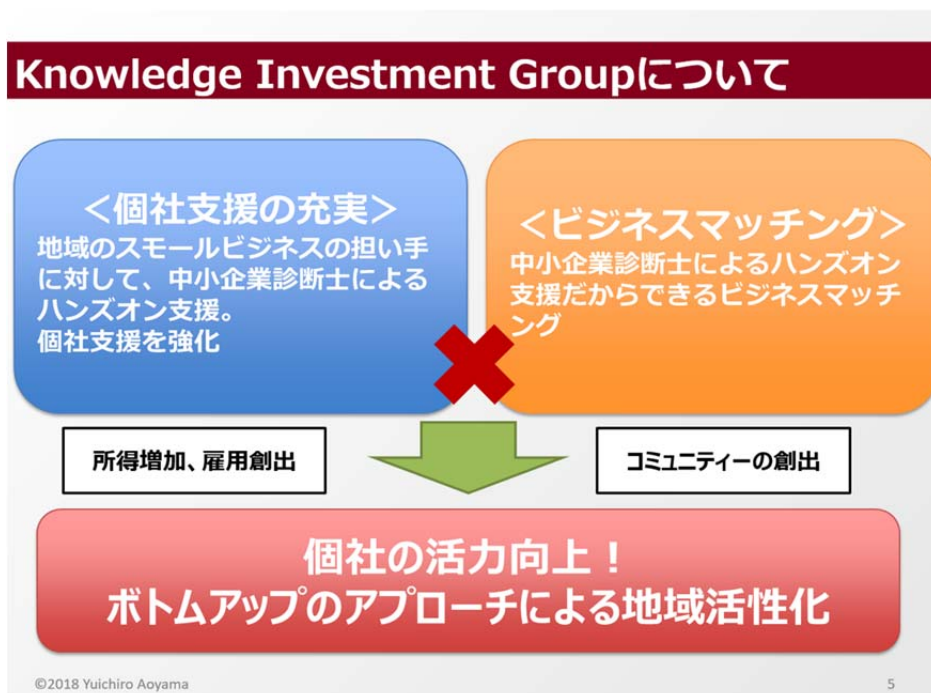 Knowledge Investment Groupについて
＜個社支援の充実＞
地域のスモールビジネスの担い手
に対して、中小企業診断士による
ハンズオン支援。
個社支援を強化
＜ビジネスマッチング＞
中小企業診断士によるハンズオン
支援だからできるビジネスマッチ
ング
所得増加、雇用創出
コミュニティーの創出
個社の活力向上！
ボトムアップのアプローチによる地域活性化
©2018 Yuichiro Aoyama
5